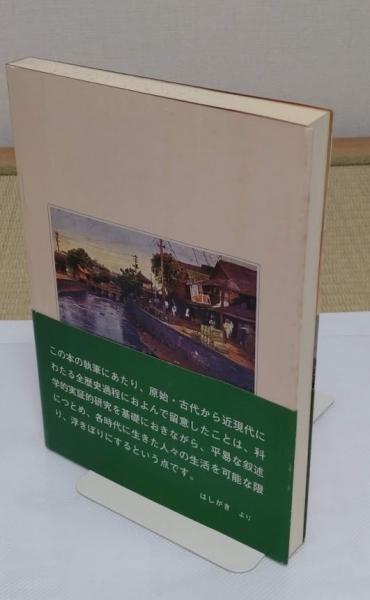 この本の執筆にあたり、原始・古代から近現代に
わたる全歴史過程におよんで留意したことは、科
学的実証的研究を基礎におきながら、平易な叙述
につとめ、各時代に生きた人々の生活を可能な限
り、浮きぼりにするという点です。
はしがき より